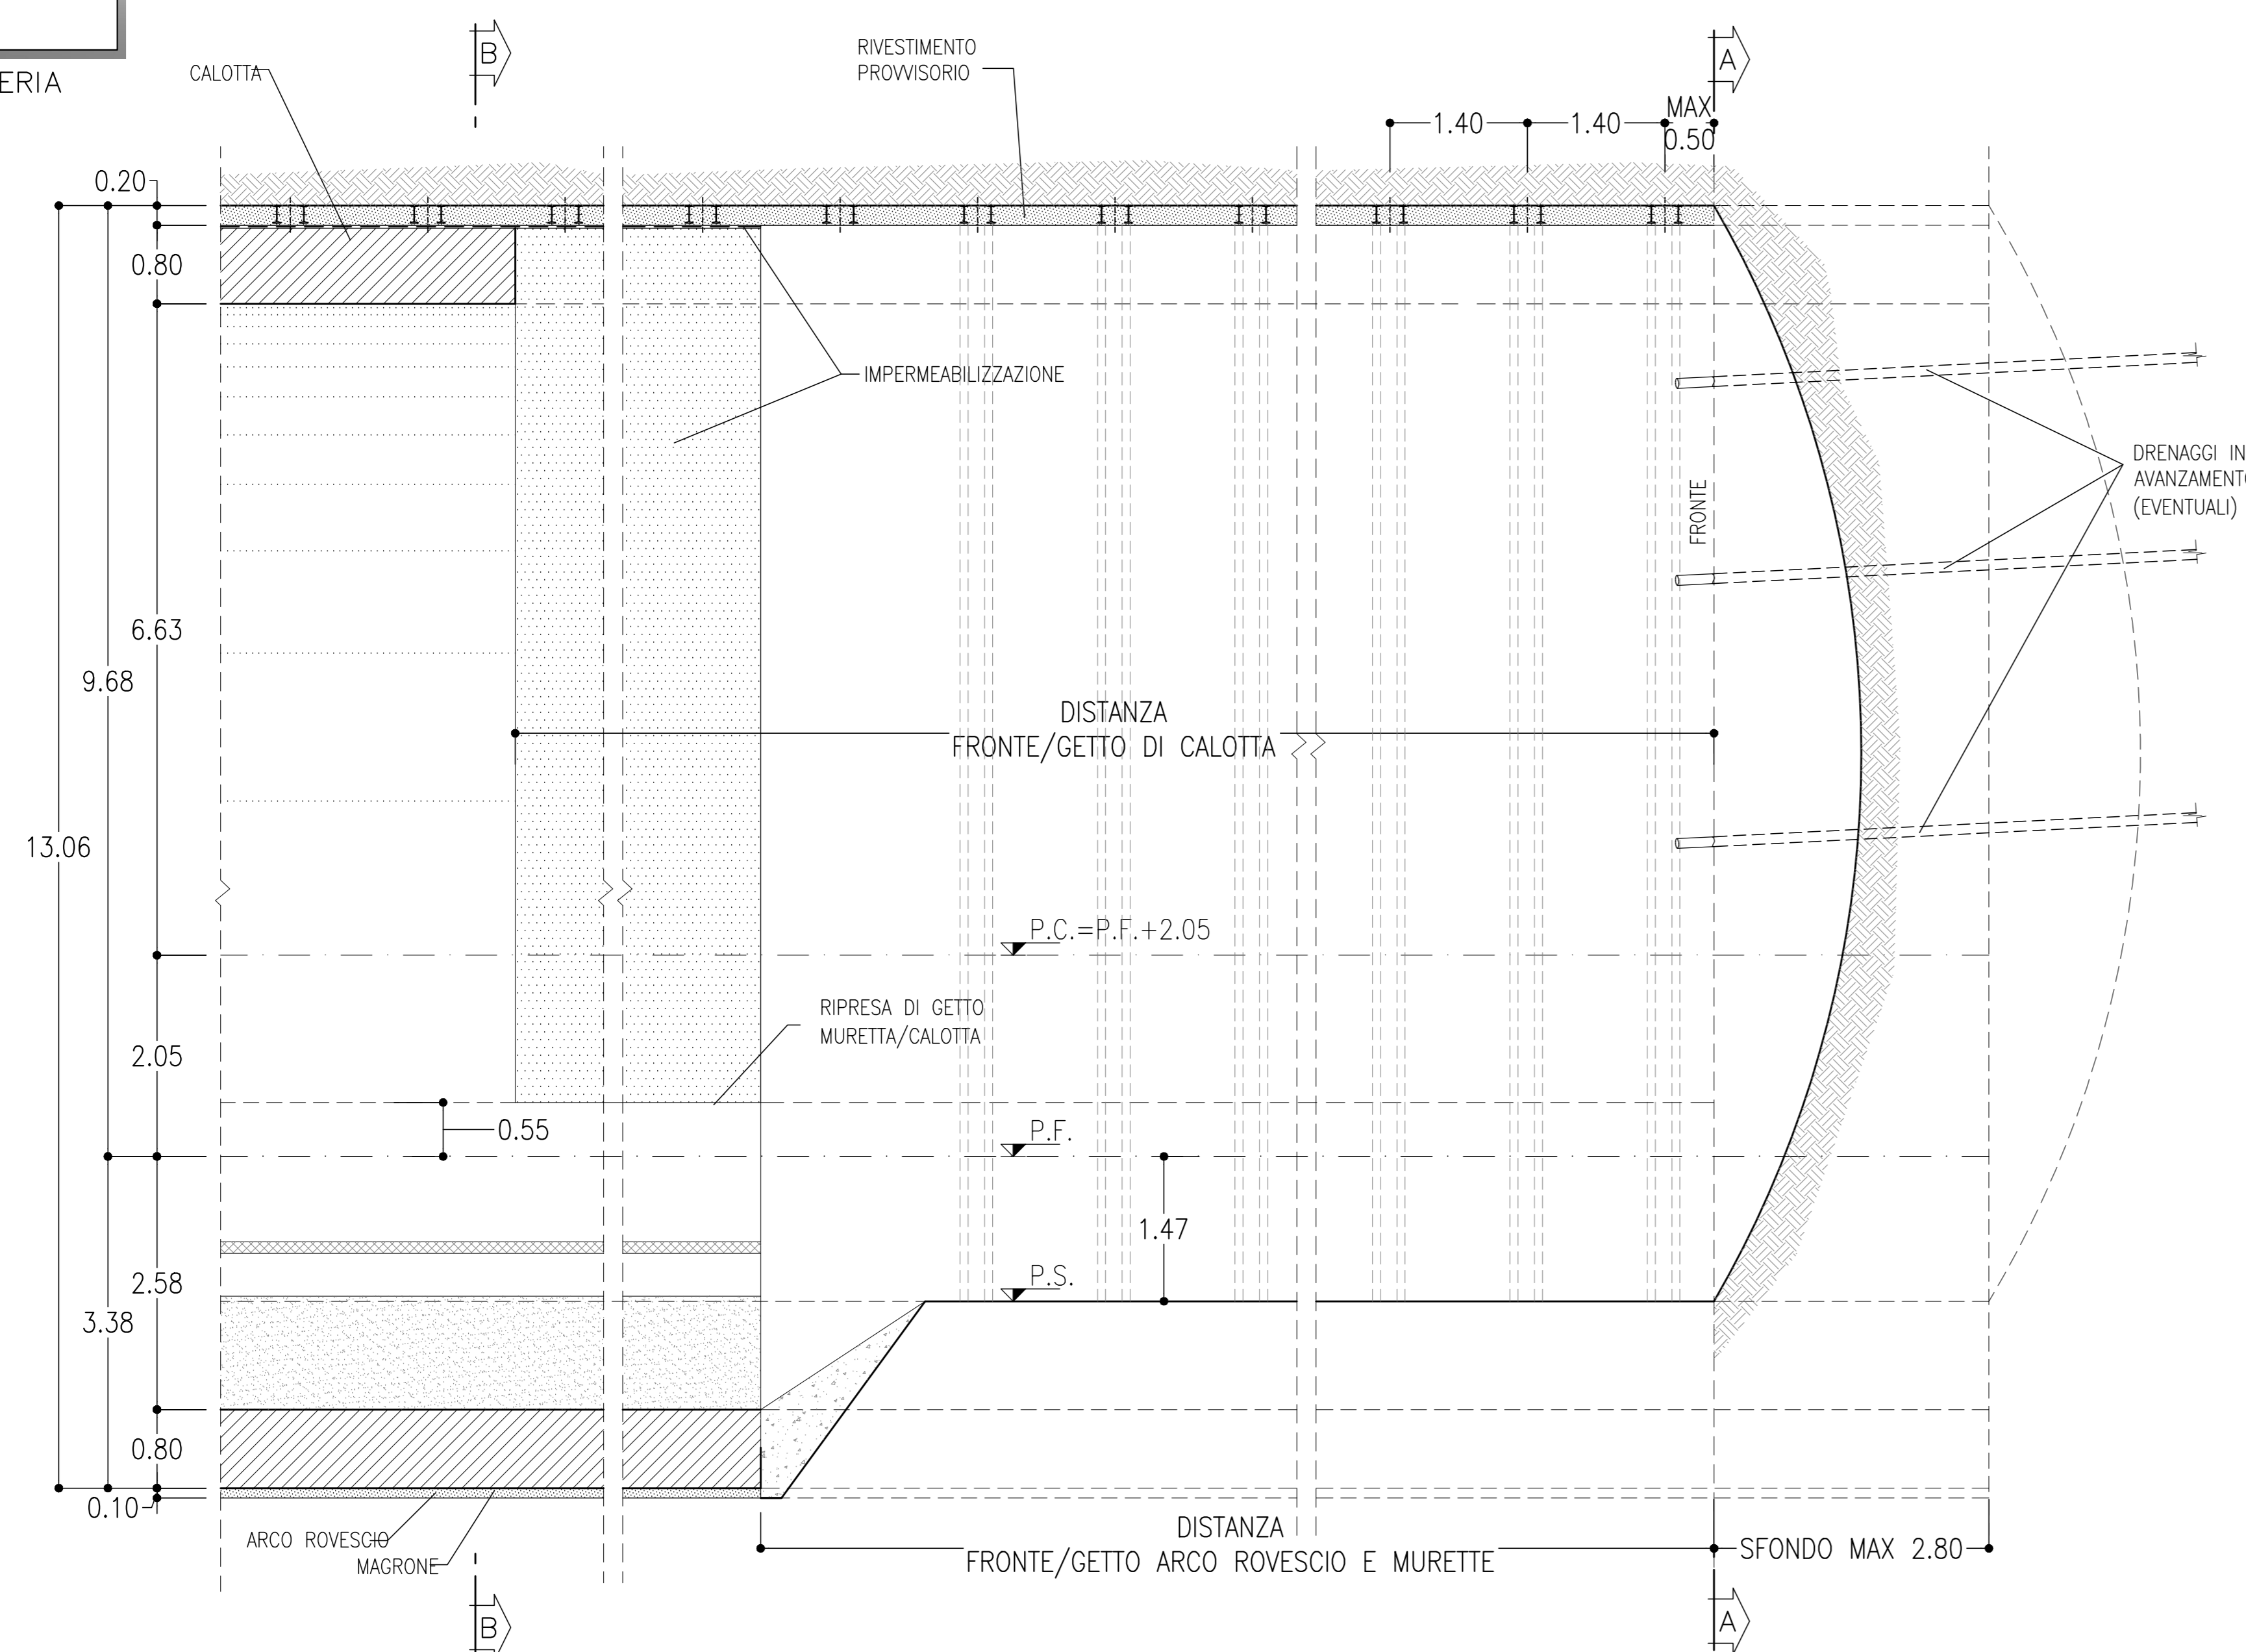 ERIA
CALOTTA
B
RIVESTIMENTO
PROVVISORIO
A
1.40
1.40
MAX
0.50
0.20
0.80
6.63
9.68
13.06
2.05
2.58
3.38
0.80
0.10
IMPERMEABILIZZAZIONE
FRONTE
DRENAGGI IN
AVANZAMENTO
(EVENTUALI)
DISTANZA
FRONTE/GETTO DI CALOTTA
P.C.=P.F.+2.05
RIPRESA DI GETTO
MURETTA/CALOTTA
0.55
P.F.
1.47
P.S.
ARCO ROVESCIO
MAGRONE
DISTANZA
FRONTE/GETTO ARCO ROVESCIO E MURETTE
SFONDO MAX 2.80
B
A